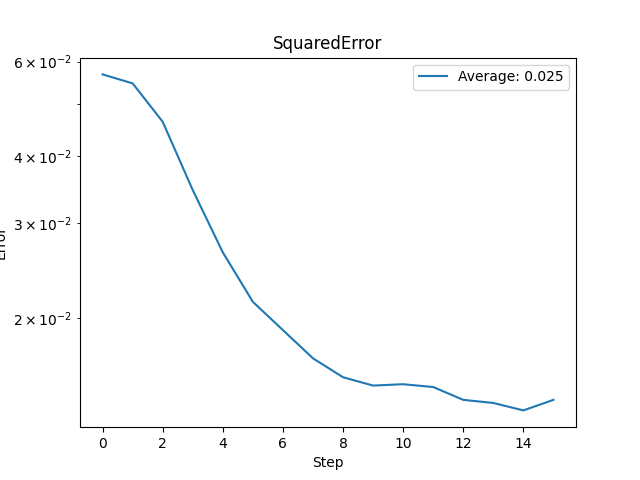 SquaredError
Average: 0.025
6 × 10⁻²
4 × 10⁻²
3 × 10⁻²
2 × 10⁻²
Error
0 2 4 6 8 10 12 14
Step